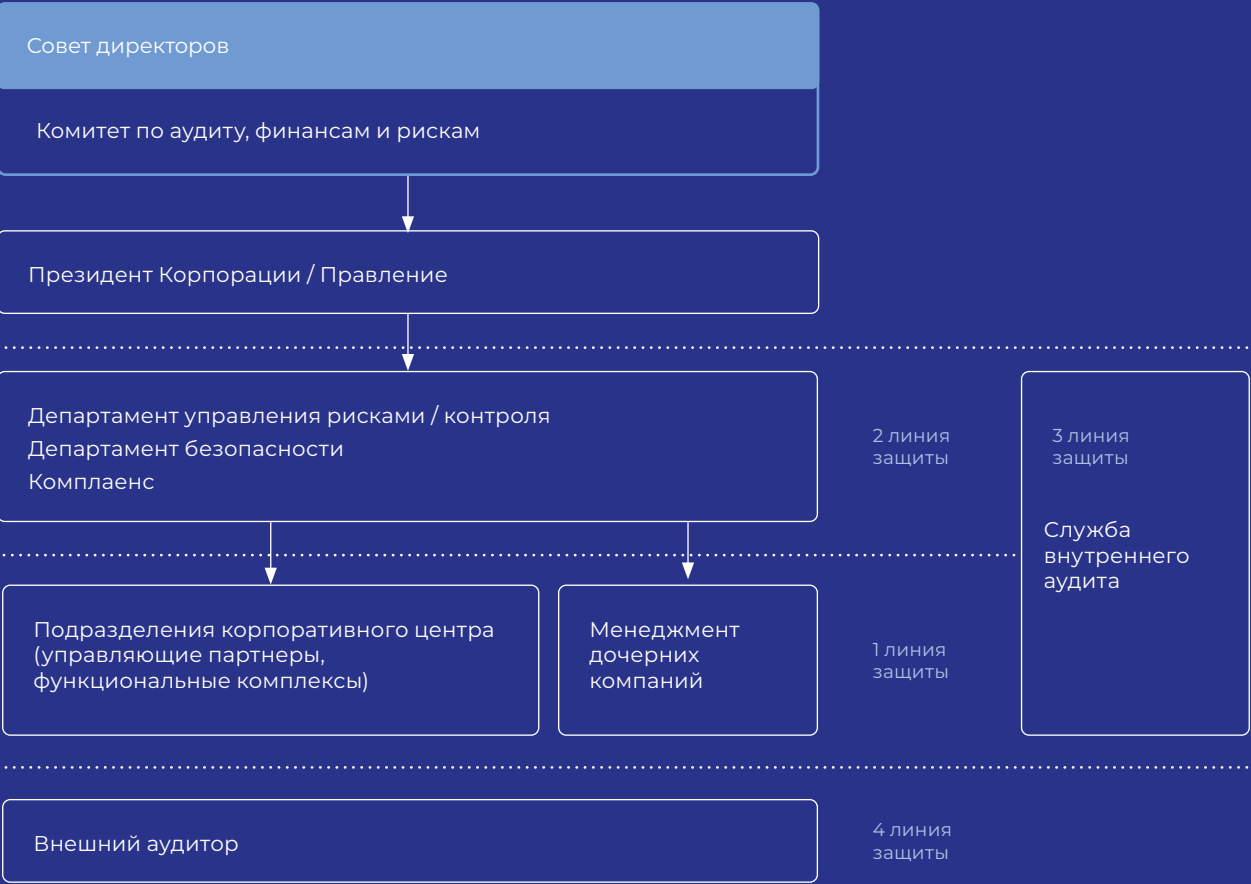 Совет директоров
Комитет по аудиту, финансам и рискам
Президент Корпорации / Правление
Департамент управления рисками / контроля
Департамент безопасности
Комплаенс
2 линия
защиты
3 линия
защиты
Служба
внутреннего
аудита
Подразделения корпоративного центра
(управляющие партнеры,
функциональные комплексы)
Менеджмент
дочерних
компаний
1 линия
защиты
Внешний аудитор
4 линия
защиты